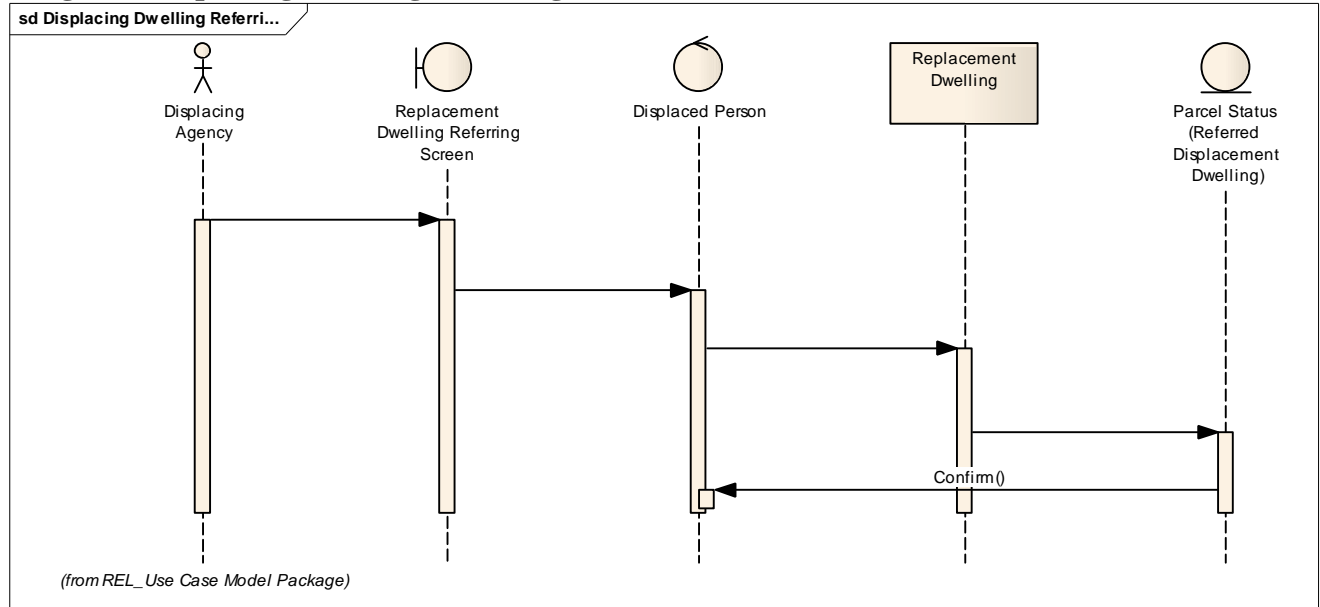 sd Displacing Dwelling Referri...
Displacing
Agency
Replacement
Dwelling Referring
Screen
Displaced Person
Replacement
Dwelling
Parcel Status
(Referred
Displacement
Dwelling)
Confirm()
(from REL_Use Case Model Package)